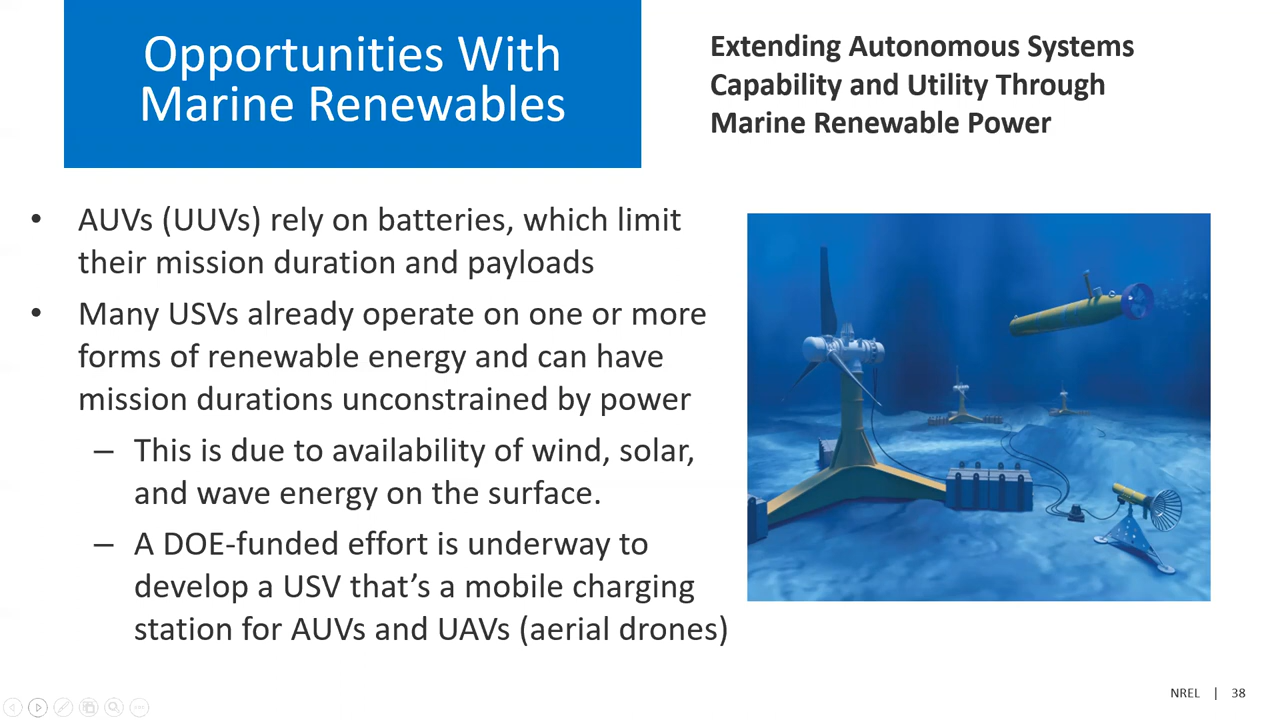 Opportunities With
Marine Renewables
Extending Autonomous Systems
Capability and Utility Through
Marine Renewable Power
• AUVs (UUVs) rely on batteries, which limit
their mission duration and payloads
• Many USVs already operate on one or more
forms of renewable energy and can have
mission durations unconstrained by power
– This is due to availability of wind, solar,
and wave energy on the surface.
– A DOE-funded effort is underway to
develop a USV that’s a mobile charging
station for AUVs and UAVs (aerial drones)
NREL | 38